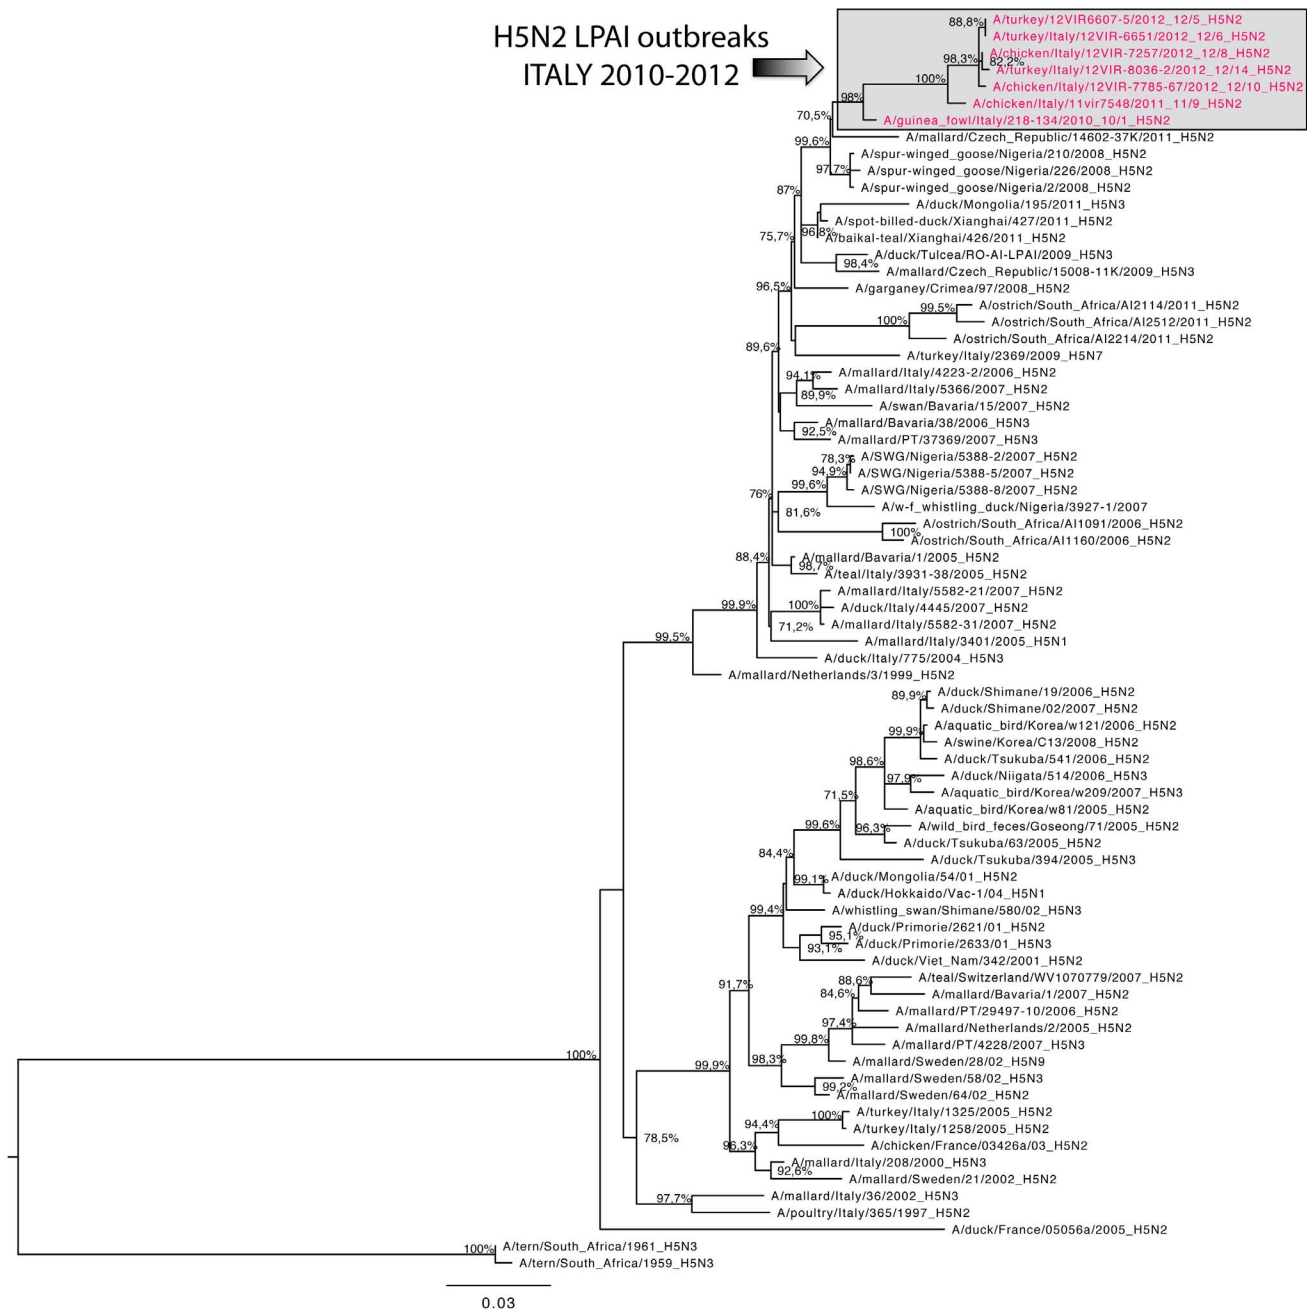 H5N2 LPAI outbreaks
ITALY 2010-2012
88,8%
A/turkey/12VIR6607-5/2012_12/5_H5N2
A/turkey/Italy/12VIR-6651/2012_12/6_H5N2
A/chicken/Italy/12VIR-7257/2012_12/8_H5N2
98,3%
82,2%
A/turkey/Italy/12VIR-8036-2/2012_12/14_H5N2
100%
A/chicken/Italy/12VIR-7785-67/2012_12/10_H5N2
98%
A/chicken/Italy/11vir7548/2011_11/9_H5N2
70,5%
A/guinea_fowl/Italy/218-134/2010_10/1_H5N2
A/mallard/Czech_Republic/14602-37K/2011_H5N2
99,6%
A/spur-winged_goose/Nigeria/210/2008_H5N2
97,7%
A/spur-winged_goose/Nigeria/226/2008_H5N2
87%
A/spur-winged_goose/Nigeria/2/2008_H5N2
A/duck/Mongolia/195/2011_H5N3
A/spot-billed-duck/Xianghai/427/2011_H5N2
75,7%
96,8%
A/baikal-teal/Xianghai/426/2011_H5N2
A/duck/Tulcea/RO-AI-LPAI/2009_H5N3
98,4%
A/mallard/Czech_Republic/15008-11K/2009_H5N3
96,5%
A/garganey/Crimea/97/2008_H5N2
99,5%
A/ostrich/South_Africa/AI2114/2011_H5N2
100%
A/ostrich/South_Africa/AI2512/2011_H5N2
A/ostrich/South_Africa/AI2214/2011_H5N2
89,6%
A/turkey/Italy/2369/2009_H5N7
94,1%
A/mallard/Italy/4223-2/2006_H5N2
89,9%
A/mallard/Italy/5366/2007_H5N2
A/swan/Bavaria/15/2007_H5N2
A/mallard/Bavaria/38/2006_H5N3
92,5%
A/mallard/PT/37369/2007_H5N3
78,3%
A/SWG/Nigeria/5388-2/2007_H5N2
94,9%
A/SWG/Nigeria/5388-5/2007_H5N2
99,6%
A/SWG/Nigeria/5388-8/2007_H5N2
76%
A/w-f_whistling_duck/Nigeria/3927-1/2007
81,6%
A/ostrich/South_Africa/AI1091/2006_H5N2
100%
A/ostrich/South_Africa/AI1160/2006_H5N2
88,4%
A/mallard/Bavaria/1/2005_H5N2
98,7%
A/teal/Italy/3931-38/2005_H5N2
A/mallard/Italy/5582-21/2007_H5N2
99,9%
100%
A/duck/Italy/4445/2007_H5N2
71,2%
A/mallard/Italy/5582-31/2007_H5N2
99,5%
A/mallard/Italy/3401/2005_H5N1
A/duck/Italy/775/2004_H5N3
A/mallard/Netherlands/3/1999_H5N2
89,9%
A/duck/Shimane/19/2006_H5N2
A/duck/Shimane/02/2007_H5N2
99,9%
A/aquatic_bird/Korea/w121/2006_H5N2
A/swine/Korea/C13/2008_H5N2
98,6%
A/duck/Tsukuba/541/2006_H5N2
97,9%
A/duck/Niigata/514/2006_H5N3
71,5%
A/aquatic_bird/Korea/w209/2007_H5N3
A/aquatic_bird/Korea/w81/2005_H5N2
99,6%
96,3%
A/wild_bird_feces/Goseong/71/2005_H5N2
A/duck/Tsukuba/63/2005_H5N2
84,4%
A/duck/Tsukuba/394/2005_H5N3
99,1%
A/duck/Mongolia/54/01_H5N2
A/duck/Hokkaido/Vac-1/04_H5N1
99,4%
A/whistling_swan/Shimane/580/02_H5N3
A/duck/Primorie/2621/01_H5N2
95,1%
93,1%
A/duck/Primorie/2633/01_H5N3
A/duck/Viet_Nam/342/2001_H5N2
91,7%
88,6%
A/teal/Switzerland/WV1070779/2007_H5N2
84,6%
A/mallard/Bavaria/1/2007_H5N2
A/mallard/PT/29497-10/2006_H5N2
97,4%
A/mallard/Netherlands/2/2005_H5N2
99,8%
A/mallard/PT/4228/2007_H5N3
100%
99,9%
98,3%
A/mallard/Sweden/28/02_H5N9
A/mallard/Sweden/58/02_H5N3
99,2%
A/mallard/Sweden/64/02_H5N2
100%
A/turkey/Italy/1325/2005_H5N2
94,4%
A/turkey/Italy/1258/2005_H5N2
78,5%
96,3%
A/chicken/France/03426a/03_H5N2
A/mallard/Italy/208/2000_H5N3
92,6%
A/mallard/Sweden/21/2002_H5N2
97,7%
A/mallard/Italy/36/2002_H5N3
A/poultry/Italy/365/1997_H5N2
A/duck/France/05056a/2005_H5N2
100%
A/tern/South_Africa/1961_H5N3
A/tern/South_Africa/1959_H5N3
0.03